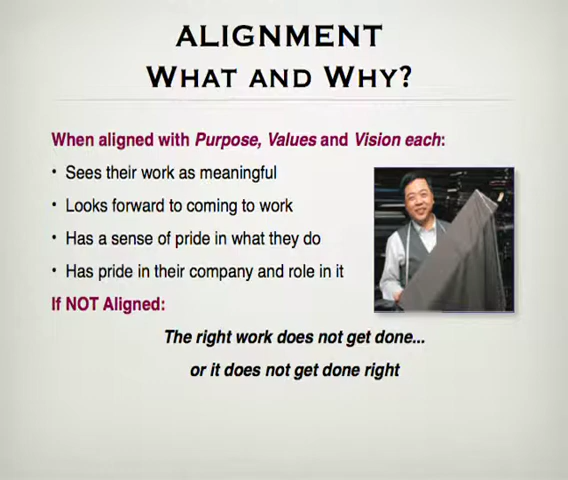 ALIGNMENT
WHAT AND WHY?
When aligned with Purpose, Values and Vision each:
• Sees their work as meaningful
• Looks forward to coming to work
• Has a sense of pride in what they do
• Has pride in their company and role in it
If NOT Aligned:
The right work does not get done...
or it does not get done right